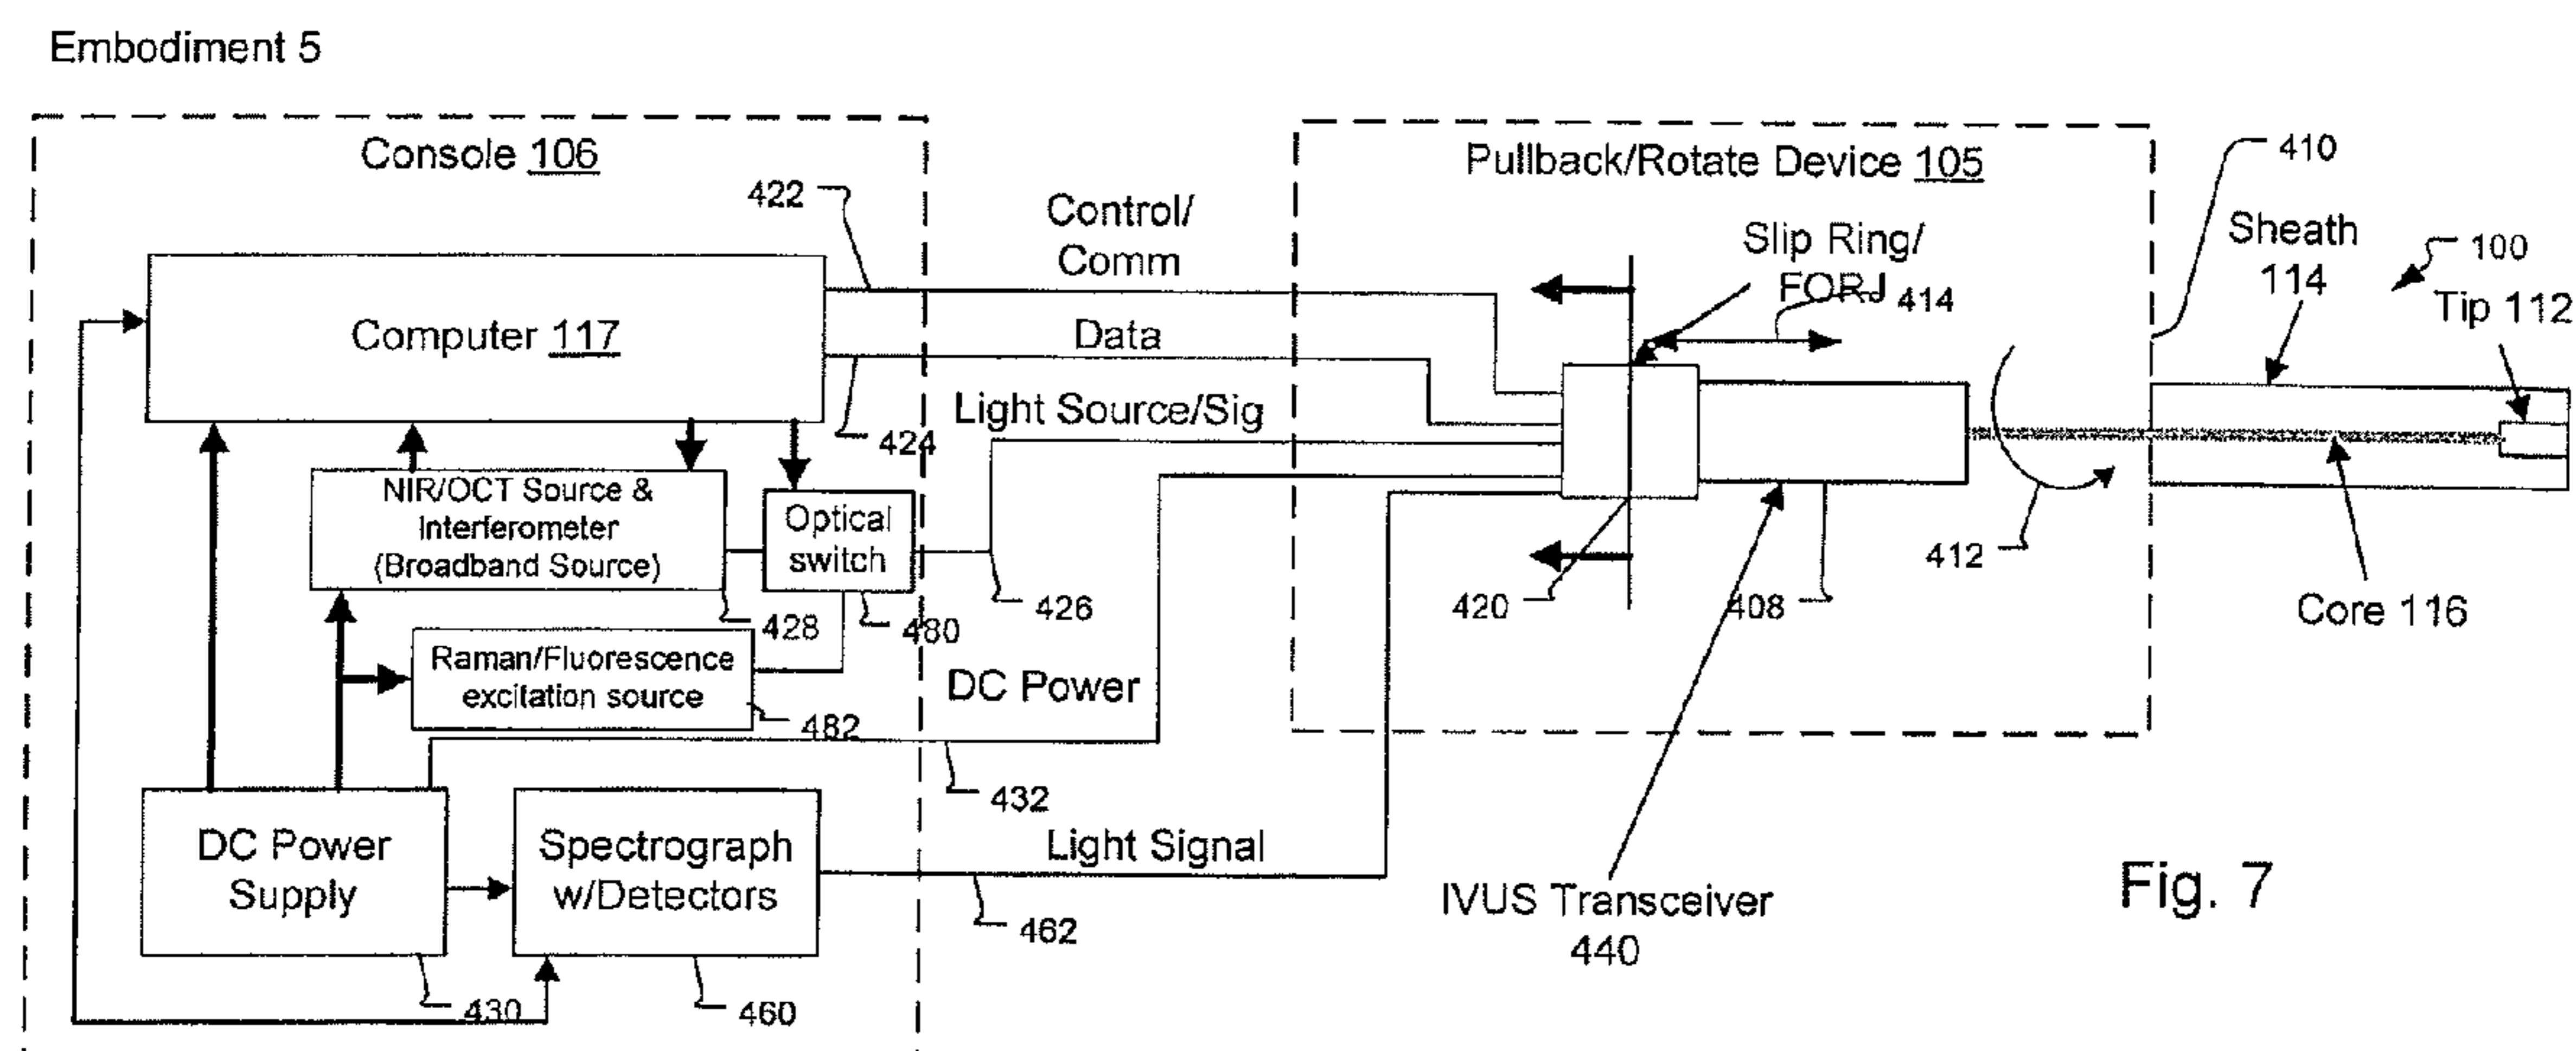 Embodiment 5
Console 106
Pullback/Rotate Device 105
410
422
Control/
Comm
Slip Ring/
FORJ
414
Sheath
114
100
Tip 112
Computer 117
Data
Light Source/Sig
424
NIR/OCT Source &
Interferometer
(Broadband Source)
Optical
switch
428
480
426
420
408
412
Core 116
Raman/Fluorescence
excitation source
482
DC Power
432
DC Power
Supply
Spectrograph
w/Detectors
Light Signal
462
430
460
IVUS Transceiver
440
Fig. 7